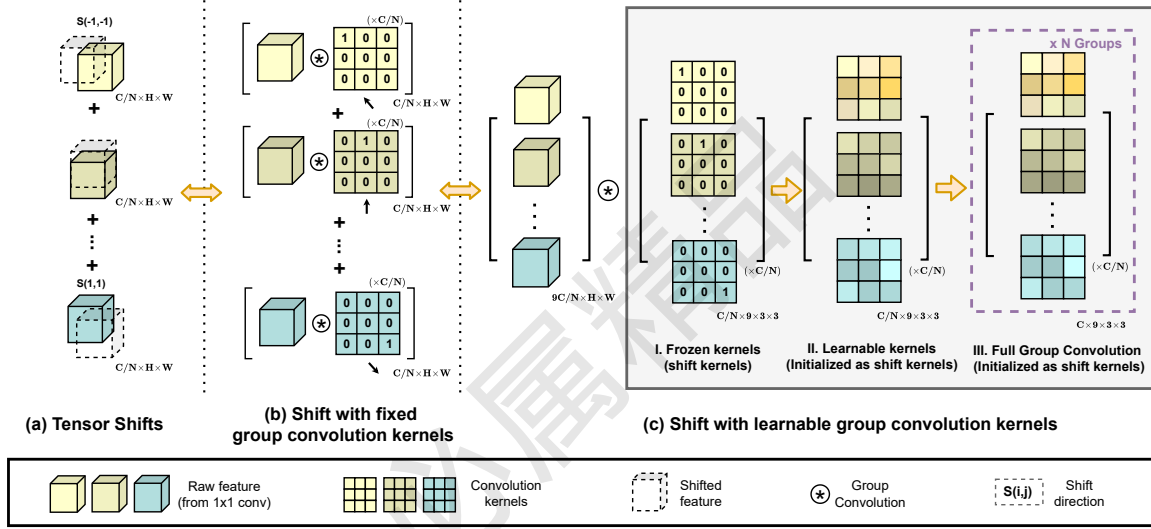 S(-1,-1)
C/N×H×W
+
C/N×H×W
+
+
S(1,1)
C/N×H×W
(a) Tensor Shifts
(×C/N)
1 0 0
0 0 0
0 0 0
C/N×H×W
+
(×C/N)
0 1 0
0 0 0
0 0 0
C/N×H×W
+
+
(×C/N)
0 0 0
0 0 0
0 0 1
C/N×H×W
(b) Shift with fixed
group convolution kernels
9C/N×H×W
1 0 0
0 0 0
0 0 0
0 1 0
0 0 0
0 0 0
0 0 0
0 0 0
0 0 1
(×C/N)
C/N×9×3×3
I. Frozen kernels
(shift kernels)
(×C/N)
C/N×9×3×3
II. Learnable kernels
(Initialized as shift kernels)
x N Groups
(×C/N)
C×9×3×3
III. Full Group Convolution
(Initialized as shift kernels)
(c) Shift with learnable group convolution kernels
Raw feature
(from 1x1 conv)
Convolution
kernels
Shifted
feature
Group
Convolution
S(i,j)
Shift
direction
必属精品